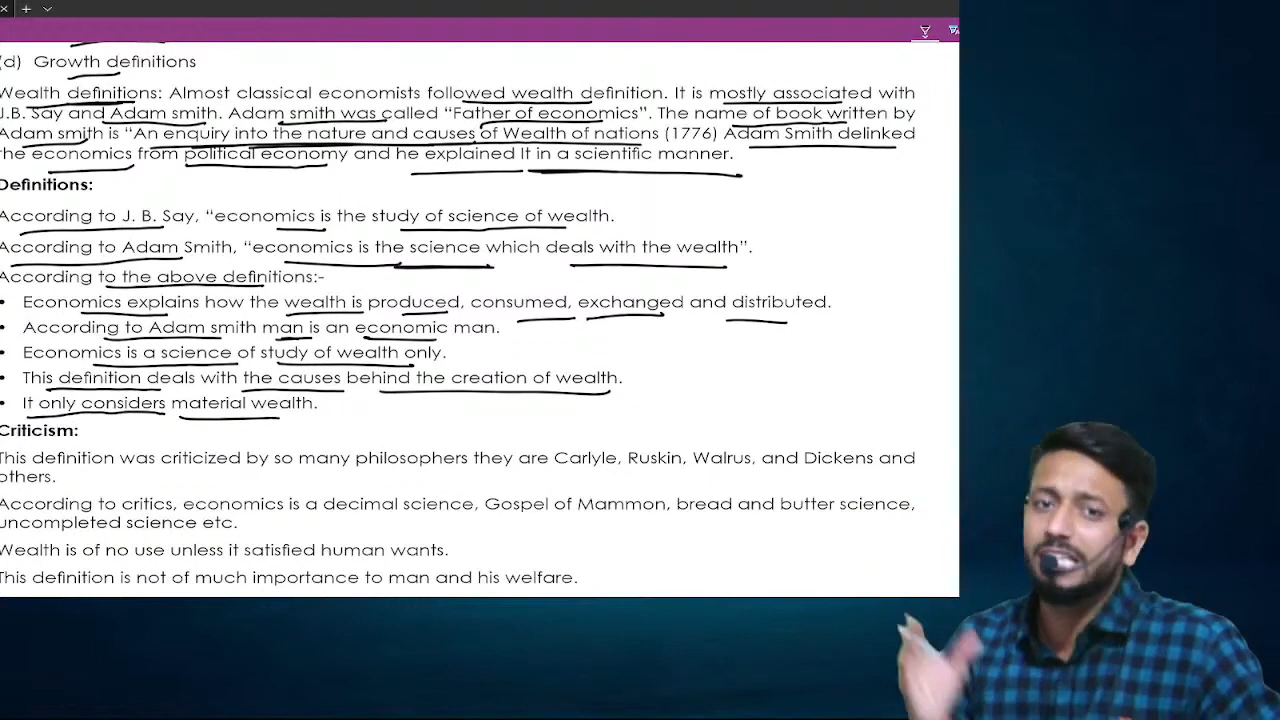 (d) Growth definitions
Wealth definitions: Almost classical economists followed wealth definition. It is mostly associated with
J.B. Say and Adam smith. Adam smith was called “Father of economics”. The name of book written by
Adam smith is “An enquiry into the nature and causes of Wealth of nations (1776) Adam Smith delinked
the economics from political economy and he explained It in a scientific manner.
Definitions:
According to J. B. Say, “economics is the study of science of wealth.
According to Adam Smith, “economics is the science which deals with the wealth”.
According to the above definitions:-
• Economics explains how the wealth is produced, consumed, exchanged and distributed.
• According to Adam smith man is an economic man.
• Economics is a science of study of wealth only.
• This definition deals with the causes behind the creation of wealth.
• It only considers material wealth.
Criticism:
This definition was criticized by so many philosophers they are Carlyle, Ruskin, Walrus, and Dickens and
others.
According to critics, economics is a decimal science, Gospel of Mammon, bread and butter science,
uncompleted science etc.
Wealth is of no use unless it satisfied human wants.
This definition is not of much importance to man and his welfare.